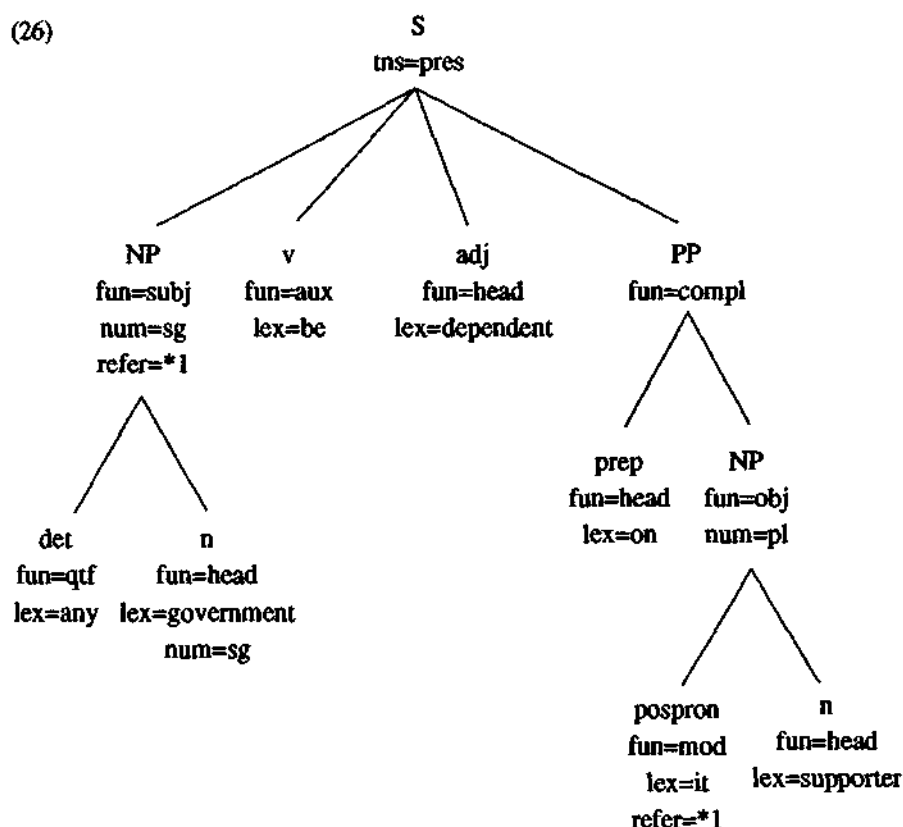 (26)
S
tns=pres
NP v adj PP
fun=subj fun=aux fun=head fun=compl
num=sg lex=be lex=dependent
refer=*1
prep NP
fun=head fun=obj
lex=on num=pl
det n
fun=qtf fun=head
lex=any lex=government
num=sg
pospron n
fun=mod fun=head
lex=it lex=supporter
refer=*1